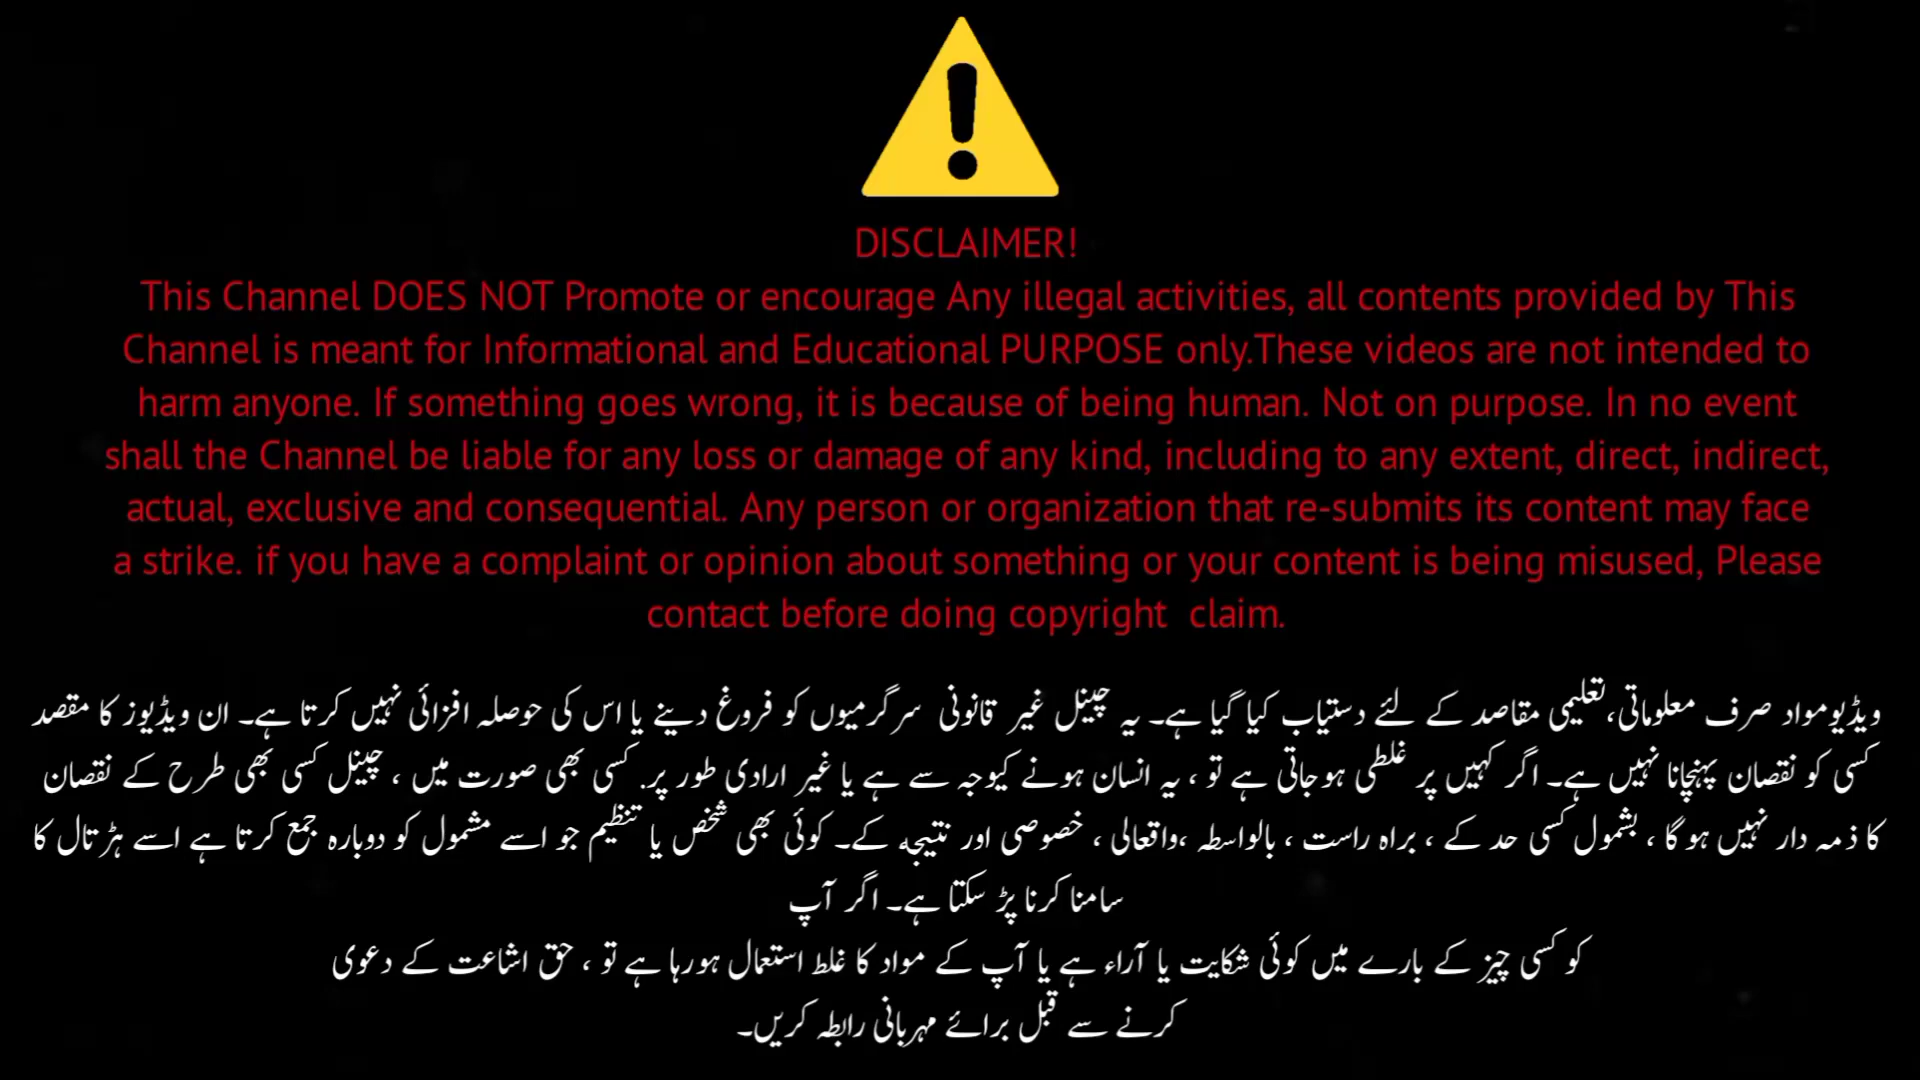 DISCLAIMER!
This Channel DOES NOT Promote or encourage Any illegal activities, all contents provided by This
Channel is meant for Informational and Educational PURPOSE only.These videos are not intended to
harm anyone. If something goes wrong, it is because of being human. Not on purpose. In no event
shall the Channel be liable for any loss or damage of any kind, including to any extent, direct, indirect,
actual, exclusive and consequential. Any person or organization that re-submits its content may face
a strike. if you have a complaint or opinion about something or your content is being misused, Please
contact before doing copyright  claim.
ویڈیومواد صرف معلوماتی،تعلیمی مقاصد کے لئے دستیاب کیا گیا ہے۔ یہ چینل غیر قانونی سرگرمیوں کو فروغ دینے یا اس کی حوصلہ افزائی نہیں کرتا ہے۔ ان ویڈیوز کا مقصد
کسی کو نقصان پہنچانا نہیں ہے۔ اگر کہیں پر غلطی ہوجاتی ہے تو ، یہ انسان ہونے کیوجہ سے ہے یا غیر ارادی طور پر. کسی بھی صورت میں ، چینل کسی بھی طرح کے نقصان
کا ذمہ دار نہیں ہو گا ، بشمول کسی حد کے ، براہ راست ، بالواسطہ ،واقعالی ، خصوصی اور نتیجه کے۔ کوئی بھی شخص یا تنظیم جو اسے مشمول کو دوبارہ جمع کرتا ہے اسے ہڑتال کا
سامنا کرنا پڑ سکتا ہے۔ اگر آپ
کو کسی چیز کے بارے میں کوئی شکایت یا آراء ہے یا آپ کے مواد کا غلط استعمال ہورہا ہے تو ، حق اشاعت کے دعوی
کرنے سے قبل برائے مہربانی رابطہ کریں۔